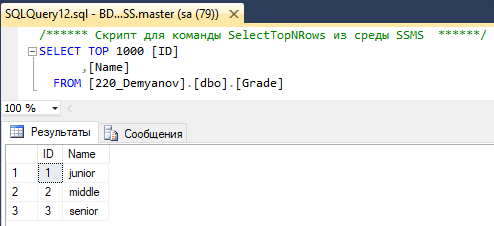 SQLQuery12.sql - BD...SS.master (sa (79))
/****** Скрипт для команды SelectTopNRows из среды SSMS ******/
SELECT TOP 1000 [ID]
,[Name]
FROM [220_Demyanov].[dbo].[Grade]
100 %
Результаты Сообщения
ID Name
1 1 junior
2 2 middle
3 3 senior